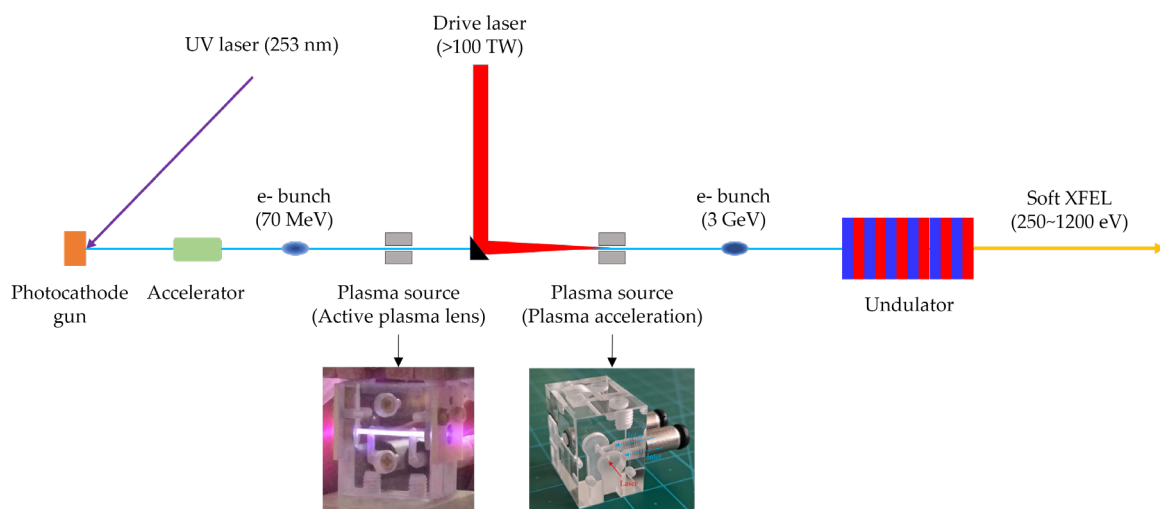 UV laser (253 nm)
Drive laser
(>100 TW)
e- bunch
(70 MeV)
e- bunch
(3 GeV)
Soft XFEL
(250~1200 eV)
Photocathode
gun
Accelerator
Plasma source
(Active plasma lens)
Plasma source
(Plasma acceleration)
Undulator
Laser